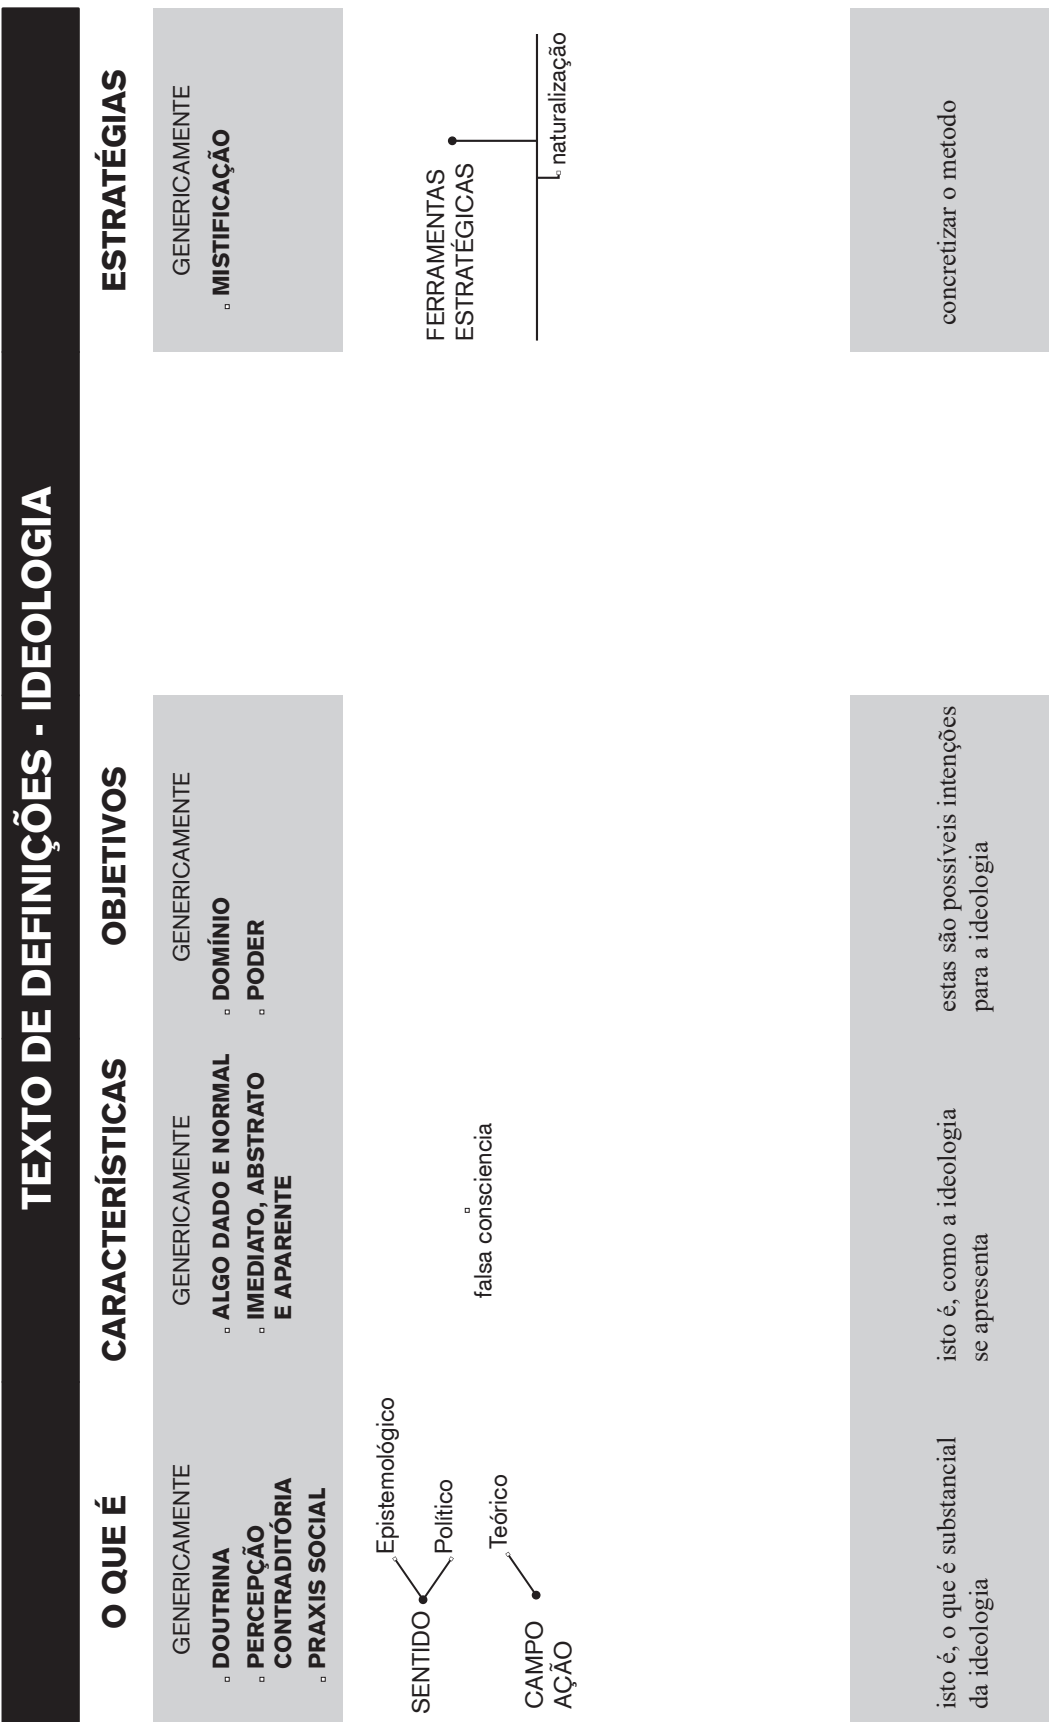 TEXTO DE DEFINIÇÕES - IDEOLOGIA
O QUE É
GENERICAMENTE
DOUTRINA
PERCEPÇÃO
CONTRADITÓRIA
PRAXIS SOCIAL
SENTIDO
Epistemológico
Político
CAMPO
AÇÃO
Teórico
isto é, o que é substancial
da ideologia
CARACTERÍSTICAS
GENERICAMENTE
ALGO DADO E NORMAL
IMEDIATO, ABSTRATO
E APARENTE
falsa consciencia
isto é, como a ideologia
se apresenta
OBJETIVOS
GENERICAMENTE
DOMÍNIO
PODER
estas são possíveis intenções
para a ideologia
ESTRATÉGIAS
GENERICAMENTE
MISTIFICAÇÃO
FERRAMENTAS
ESTRATÉGICAS
naturalização
concretizar o metodo